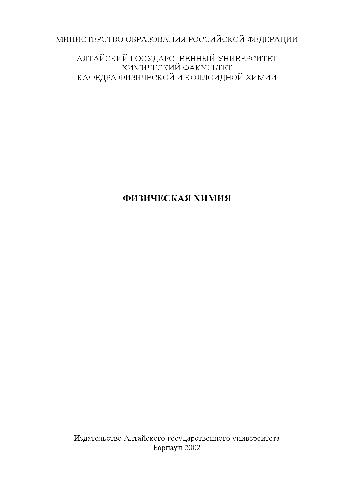 МИНИСТЕРСТВО ОБРАЗОВАНИЯ РОССИЙСКОЙ ФЕДЕРАЦИИ
АЛТАЙСКИЙ ГОСУДАРСТВЕННЫЙ УНИВЕРСИТЕТ
ХИМИЧЕСКИЙ ФАКУЛЬТЕТ
КАФЕДРА ФИЗИЧЕСКОЙ И КОЛЛОИДНОЙ ХИМИИ
ФИЗИЧЕСКАЯ ХИМИЯ
Издательство Алтайского государственного университета
Барнаул 2002